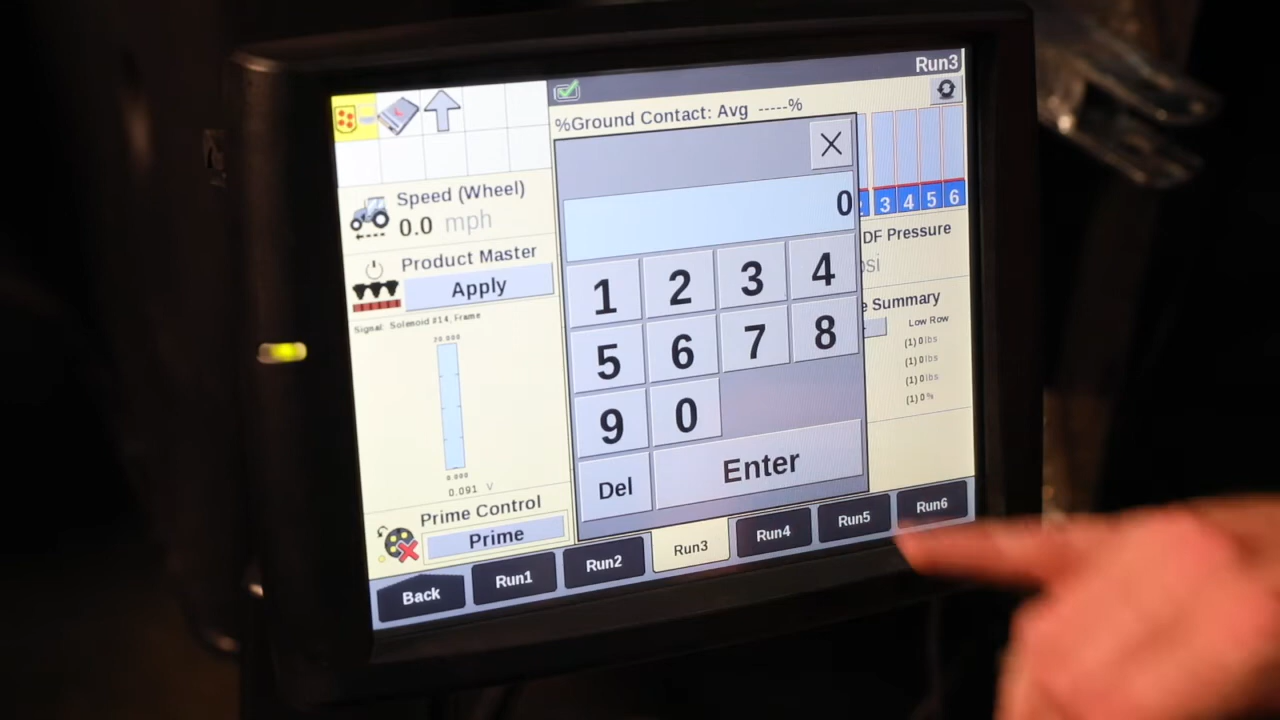 Run3
%Ground Contact: Avg -----%
Speed (Wheel)
0.0 mph
Product Master
Apply
Signal: Solenoid #14, Frame
20.000
0.000
0.091 V
Prime Control
Prime
0
1 2 3 4
5 6 7 8
9 0
Del Enter
3 4 5 6
DF Pressure
Summary
Low Row
(1) 0 lbs
(1) 0 lbs
(1) 0 lbs
(1) 0 %
Back Run1 Run2 Run3 Run4 Run5 Run6